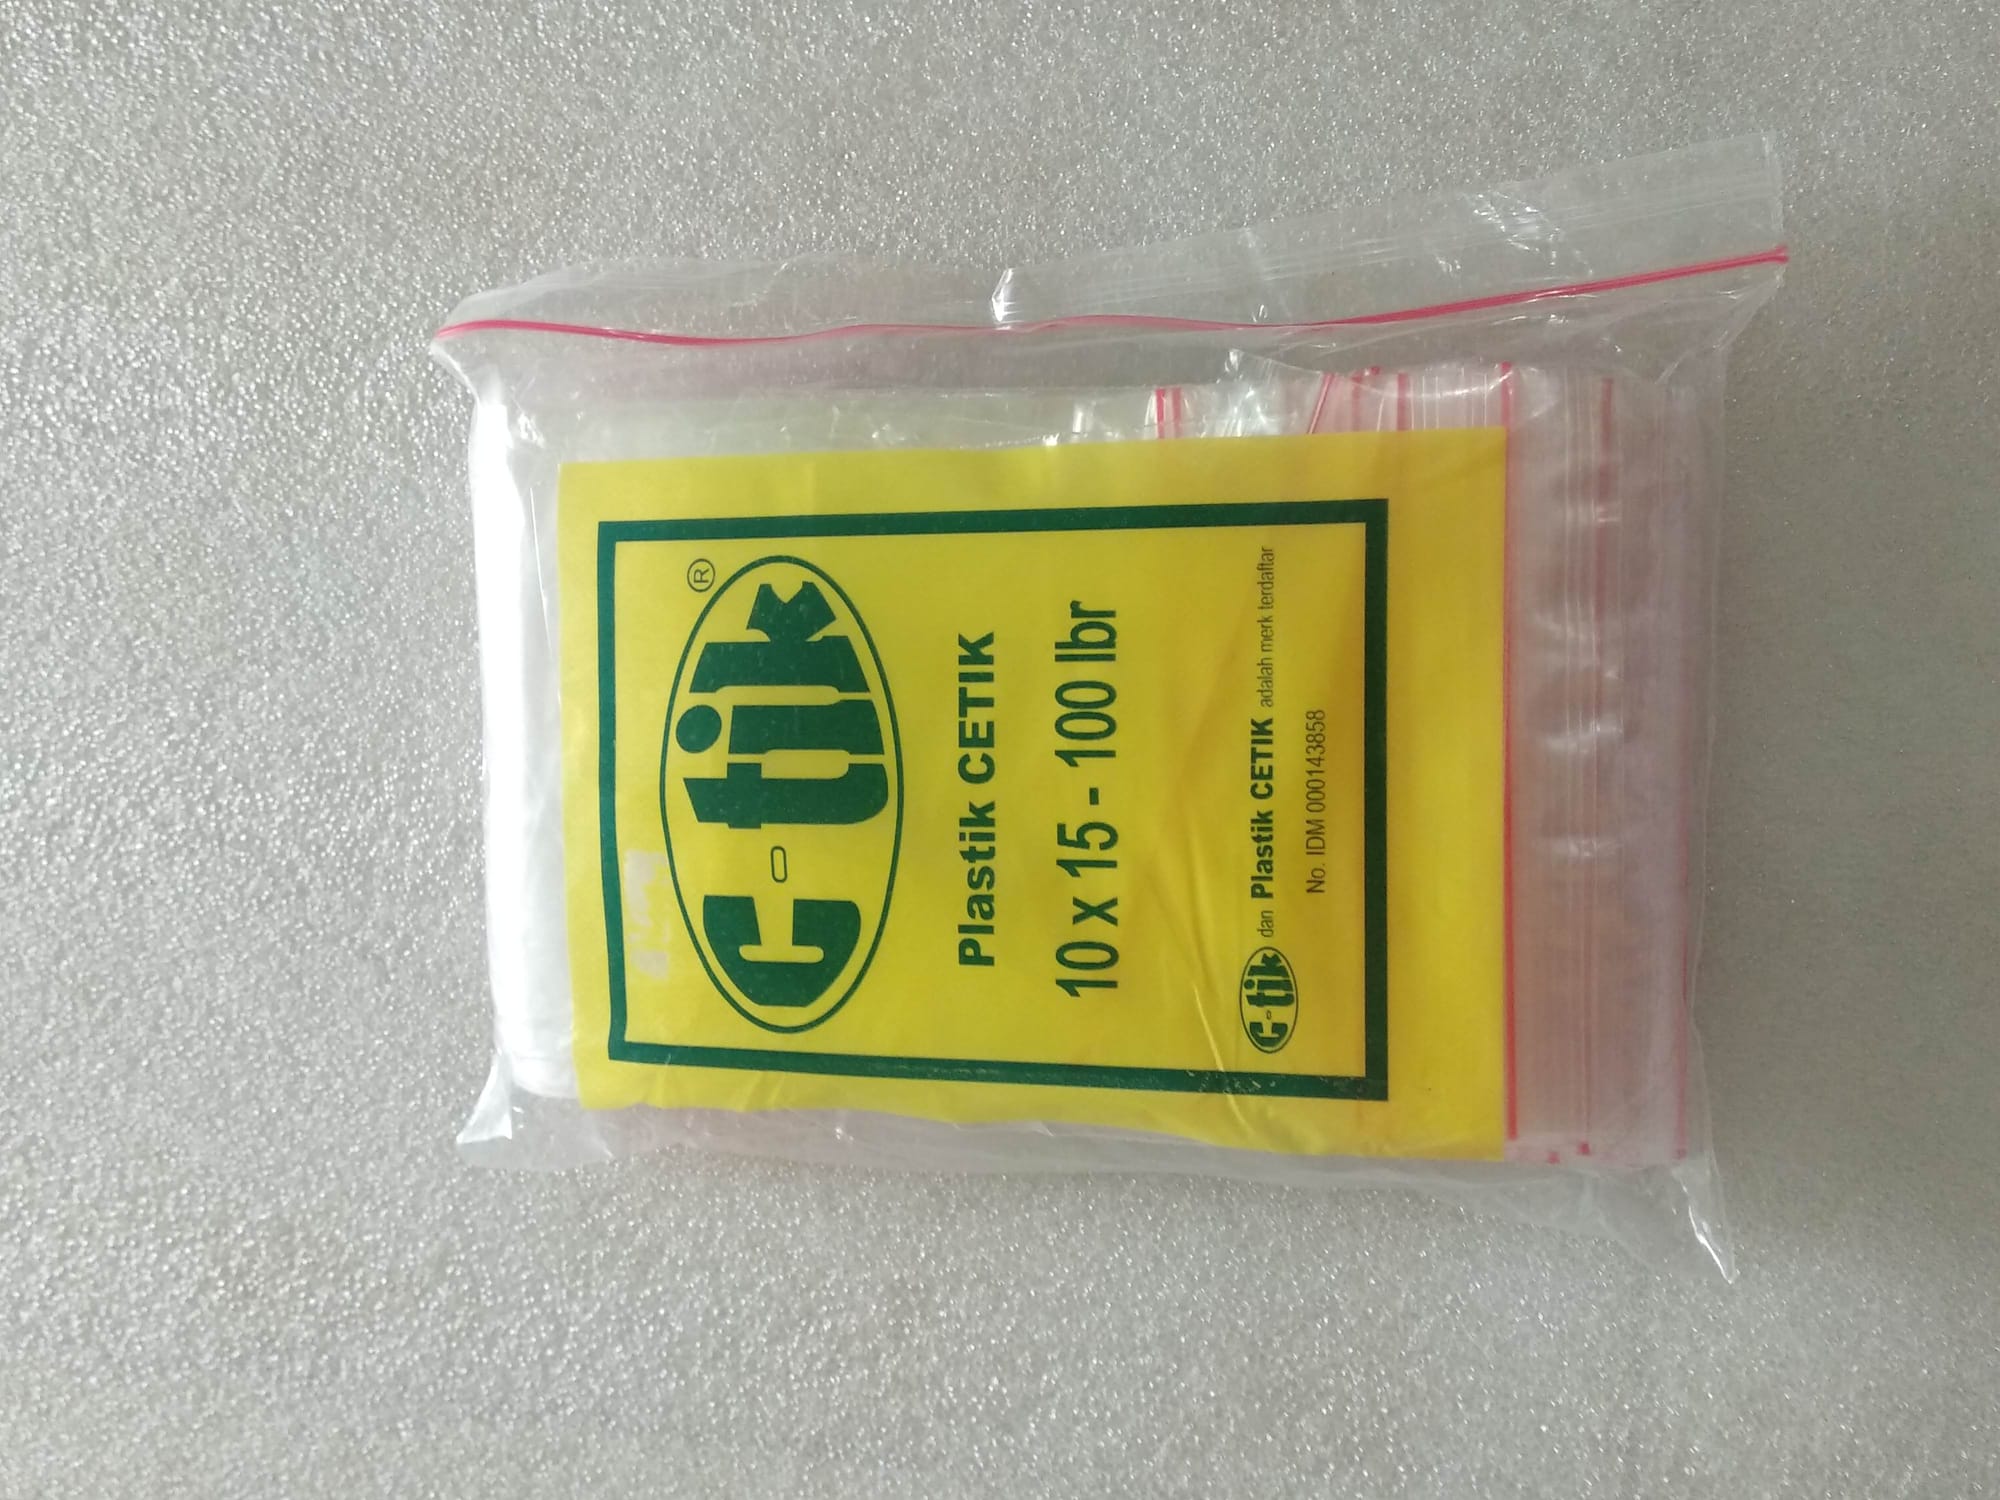 C-tik ®
Plastik CETIK
10 x 15 - 100 lbr
C-tik dan Plastik CETIK adalah merk terdaftar
No. IDM 000143858